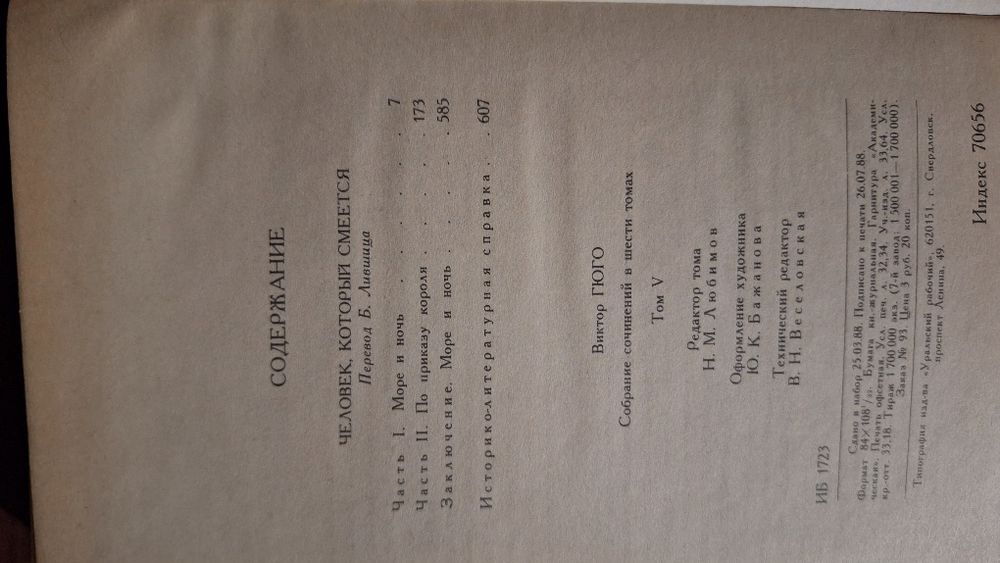 СОДЕРЖАНИЕ
ЧЕЛОВЕК, КОТОРЫЙ СМЕЕТСЯ
Перевод Б. Лившица
Часть I. Море и ночь . . . . . . . 7
Часть II. По приказу короля . . . . . 173
Заключение. Море и ночь . . . . . . 585
Историко-литературная справка . . . 607
Виктор ГЮГО
Собрание сочинений в шести томах
Том V
Редактор тома
Н. М. Любимов
Оформление художника
Ю. К. Бажанова
Технический редактор
В. Н. Веселовская
ИБ 1723
Сдано в набор 25.03.88. Подписано к печати 26.07.88.
Формат 84×108¹/₃₂. Бумага кн.-журнальная. Гарнитура «Академи-
ческая». Печать офсетная. Усл. печ. л. 32,34. Уч.-изд. л. 33,64. Усл.
кр.-отт. 33,18. Тираж 1 700 000 экз. (7-й завод: 1 500 001—1 700 000).
Заказ № 93. Цена 3 руб. 20 коп.
Типография изд-ва «Уральский рабочий», 620151, г. Свердловск,
проспект Ленина, 49.
Индекс 70656